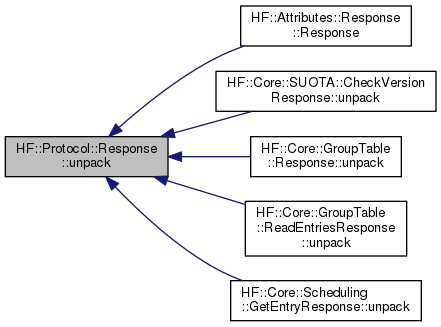 HF::Attributes::Response
::Response
HF::Core::SUOTA::CheckVersion
Response::unpack
HF::Protocol::Response
::unpack
HF::Core::GroupTable
::Response::unpack
HF::Core::GroupTable
::ReadEntriesResponse
::unpack
HF::Core::Scheduling
::GetEntryResponse::unpack